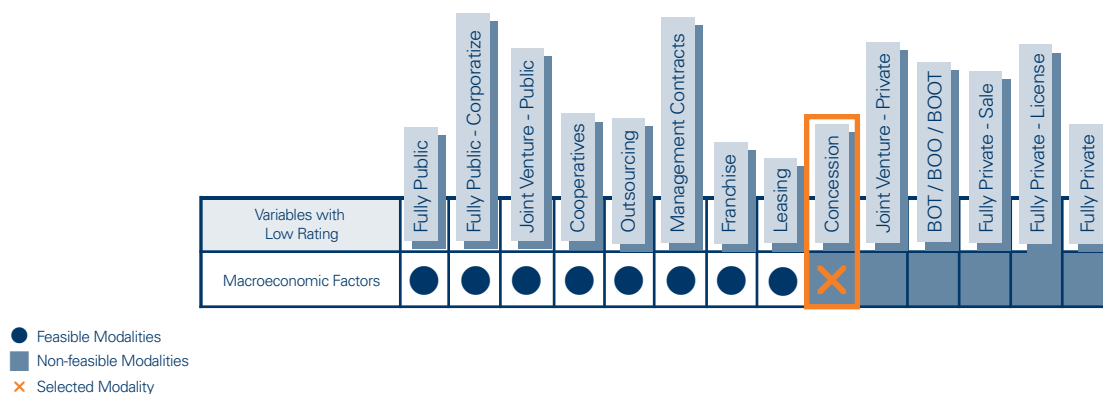 Fully Public
Fully Public - Corporatize
Joint Venture - Public
Cooperatives
Outsourcing
Management Contracts
Franchise
Leasing
Concession
Joint Venture - Private
BOT / BOO / BOOT
Fully Private - Sale
Fully Private - License
Fully Private
Variables with
Low Rating
Macroeconomic Factors
Feasible Modalities
Non-feasible Modalities
Selected Modality